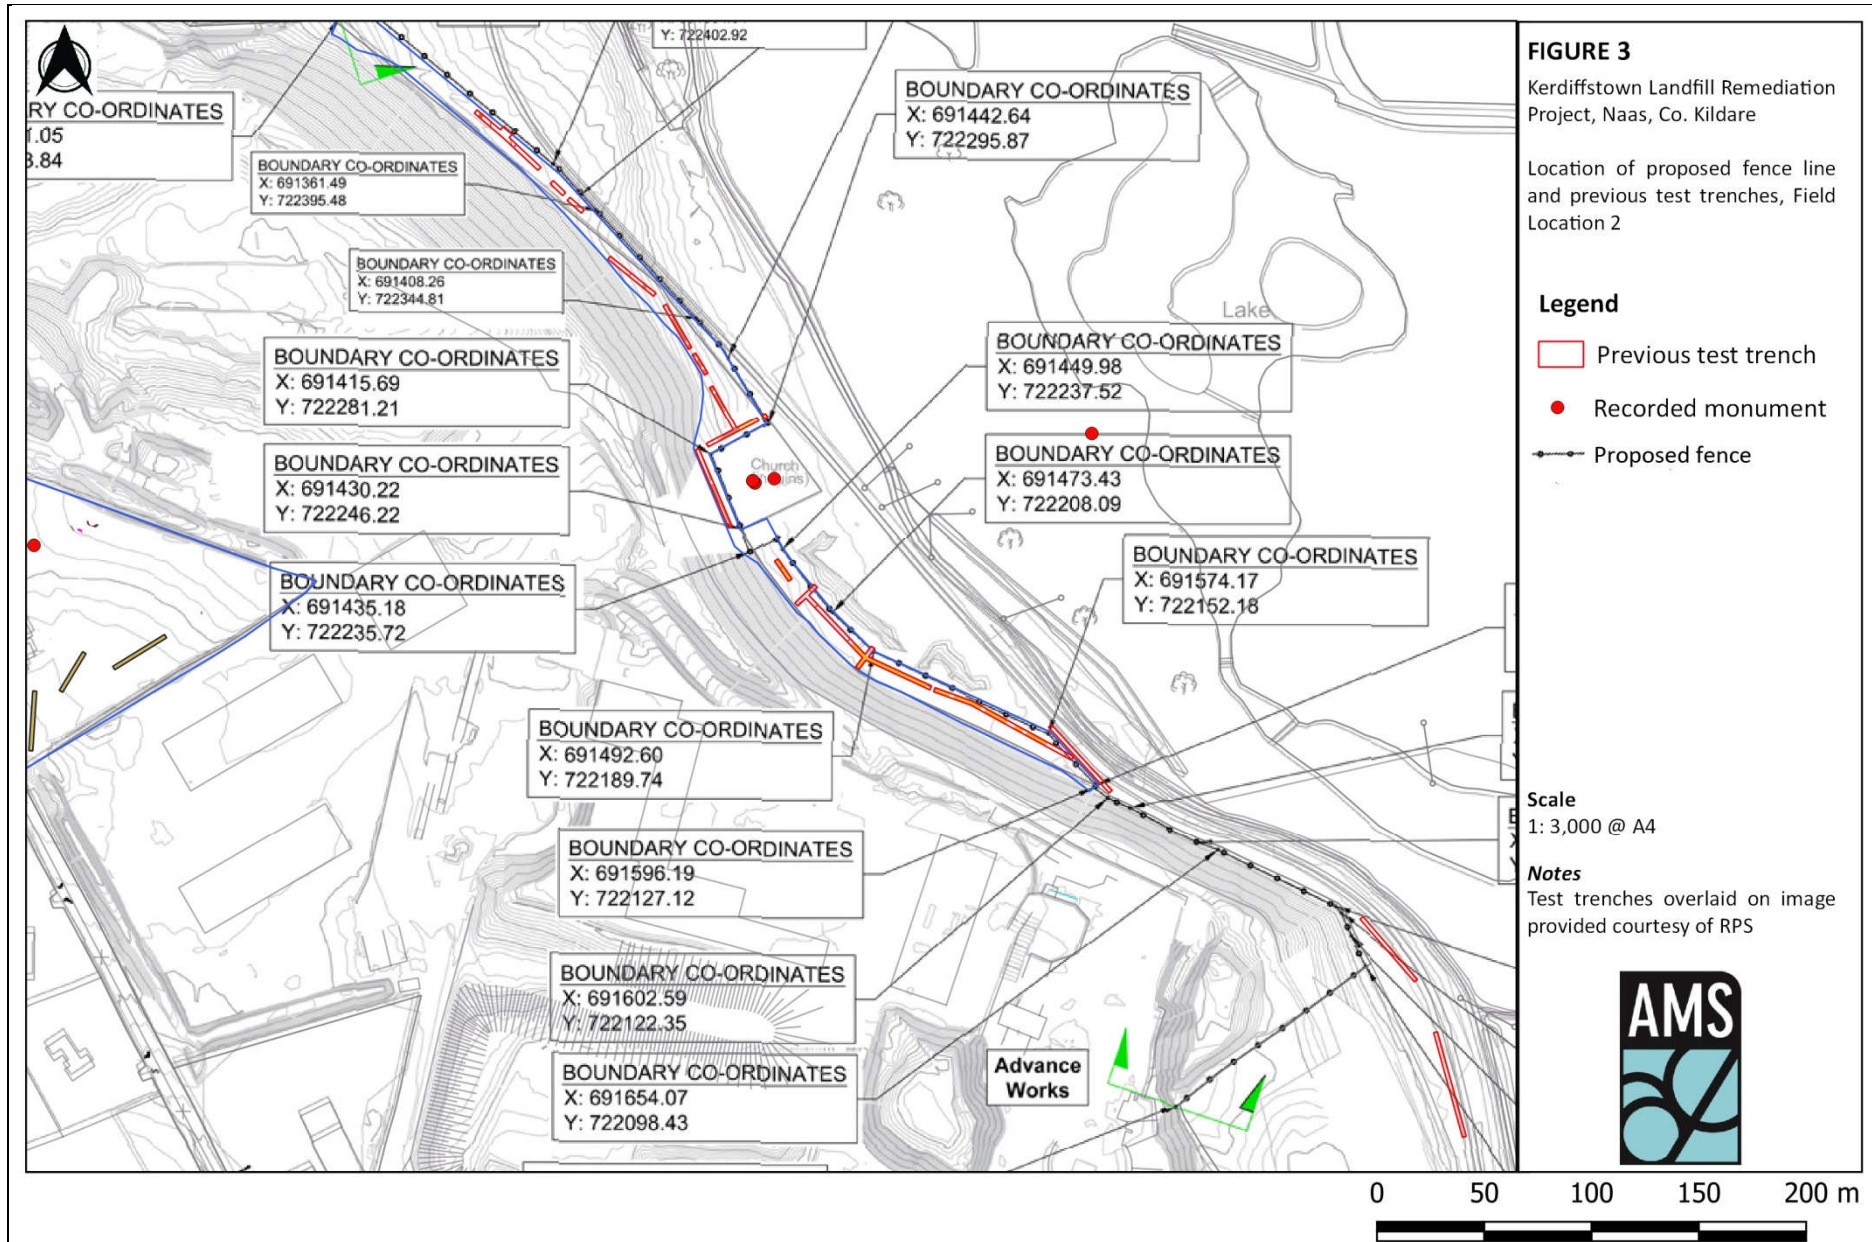 Y: 722402.92
RY CO-ORDINATES
1.05
3.84
BOUNDARY CO-ORDINATES
X: 691361.49
Y: 722395.48
BOUNDARY CO-ORDINATES
X: 691442.64
Y: 722295.87
BOUNDARY CO-ORDINATES
X: 691408.26
Y: 722344.81
Lake
BOUNDARY CO-ORDINATES
X: 691415.69
Y: 722281.21
BOUNDARY CO-ORDINATES
X: 691449.98
Y: 722237.52
BOUNDARY CO-ORDINATES
X: 691430.22
Y: 722246.22
Church
BOUNDARY CO-ORDINATES
X: 691473.43
Y: 722208.09
BOUNDARY CO-ORDINATES
X: 691435.18
Y: 722235.72
BOUNDARY CO-ORDINATES
X: 691574.17
Y: 722152.18
BOUNDARY CO-ORDINATES
X: 691492.60
Y: 722189.74
BOUNDARY CO-ORDINATES
X: 691596.19
Y: 722127.12
BOUNDARY CO-ORDINATES
X: 691602.59
Y: 722122.35
BOUNDARY CO-ORDINATES
X: 691654.07
Y: 722098.43
Advance
Works
FIGURE 3
Kerdiffstown Landfill Remediation
Project, Naas, Co. Kildare
Location of proposed fence line
and previous test trenches, Field
Location 2
Legend
Previous test trench
Recorded monument
Proposed fence
Scale
1: 3,000 @ A4
Notes
Test trenches overlaid on image
provided courtesy of RPS
AMS
0 50 100 150 200 m